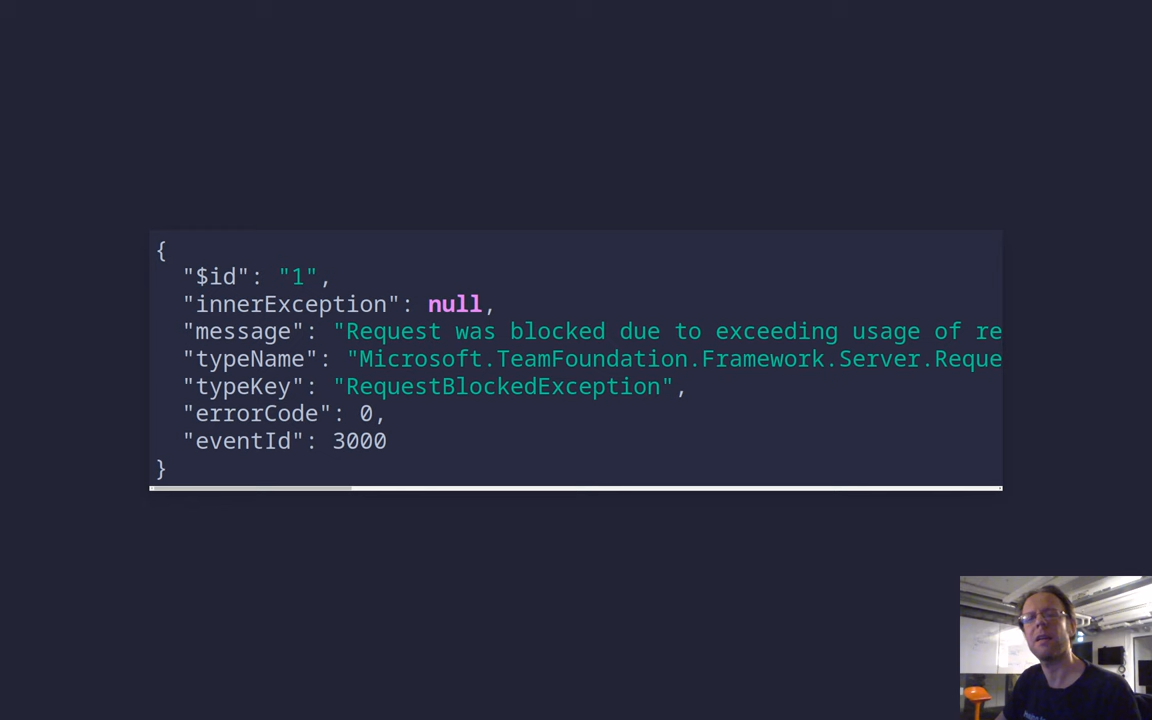 {
"$id": "1",
"innerException": null,
"message": "Request was blocked due to exceeding usage of re
"typeName": "Microsoft.TeamFoundation.Framework.Server.Reque
"typeKey": "RequestBlockedException",
"errorCode": 0,
"eventId": 3000
}